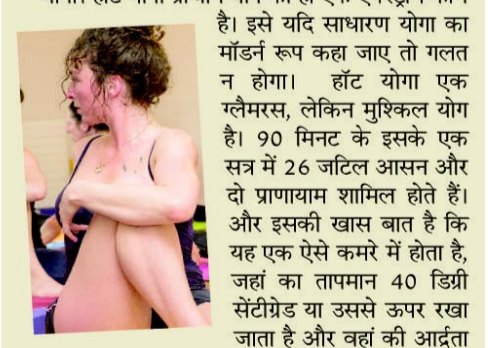 है। इसे यदि साधारण योगा का
मॉडर्न रूप कहा जाए तो गलत
न होगा। हॉट योगा एक
ग्लैमरस, लेकिन मुश्किल योग
है। 90 मिनट के इसके एक
सत्र में 26 जटिल आसन और
दो प्राणायाम शामिल होते हैं।
और इसकी खास बात है कि
यह एक ऐसे कमरे में होता है,
जहां का तापमान 40 डिग्री
सेंटीग्रेड या उससे ऊपर रखा
जाता है और वहां की आर्द्रता